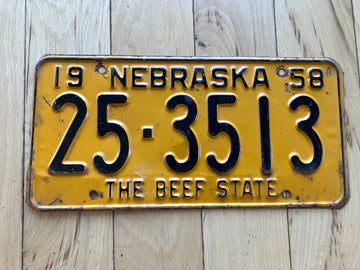 19 NEBRASKA 58
25·3513
THE BEEF STATE